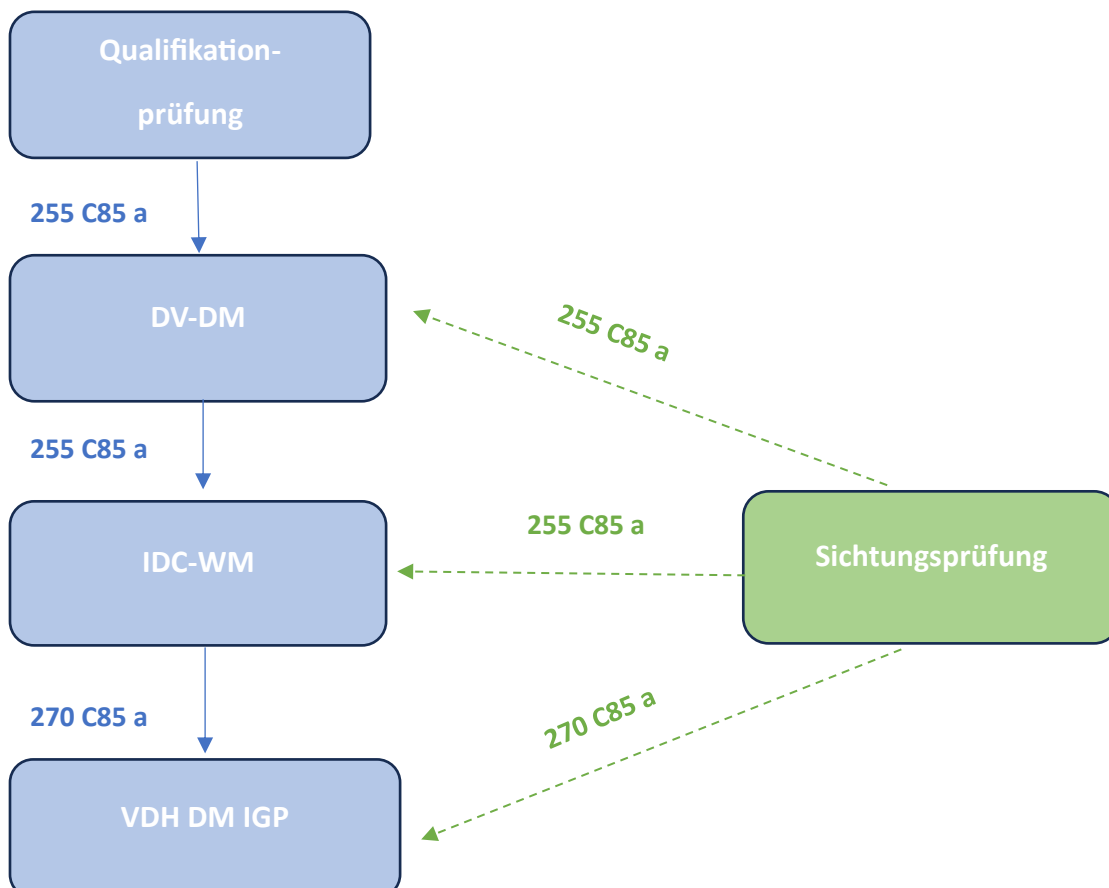 Qualifikation-
prüfung
255 C85 a
DV-DM
255 C85 a
255 C85 a
IDC-WM
255 C85 a
Sichtungsprüfung
270 C85 a
270 C85 a
VDH DM IGP